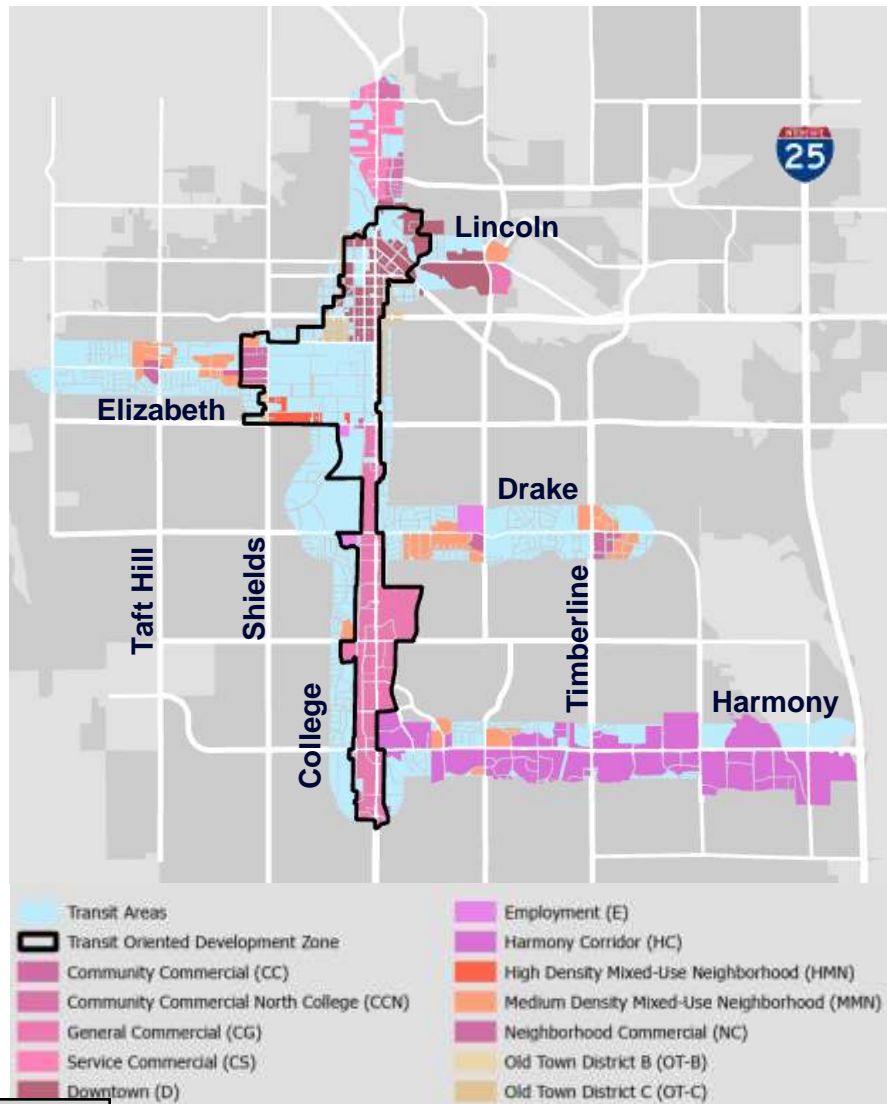 INTERSTATE
25
Lincoln
Elizabeth
Drake
Taft Hill
Shields
Timberline
Harmony
College
Transit Areas
Transit Oriented Development Zone
Community Commercial (CC)
Community Commercial North College (CCN)
General Commercial (CG)
Service Commercial (CS)
Downtown (D)
Employment (E)
Harmony Corridor (HC)
High Density Mixed-Use Neighborhood (HMN)
Medium Density Mixed-Use Neighborhood (MMN)
Neighborhood Commercial (NC)
Old Town District B (OT-B)
Old Town District C (OT-C)